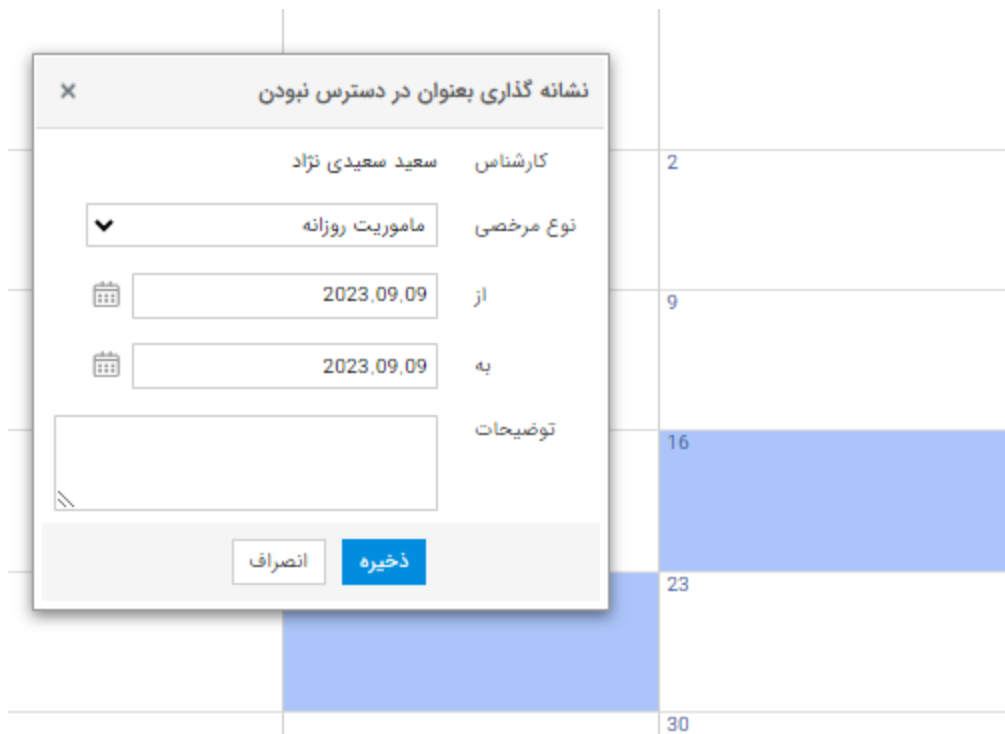 نشانه گذاری بعنوان در دسترس نبودن ×
کارشناس سعید سعیدی نژاد
نوع مرخصی ماموریت روزانه
از 2023.09.09
به 2023.09.09
توضیحات
ذخیره انصراف
2
9
16
23
30